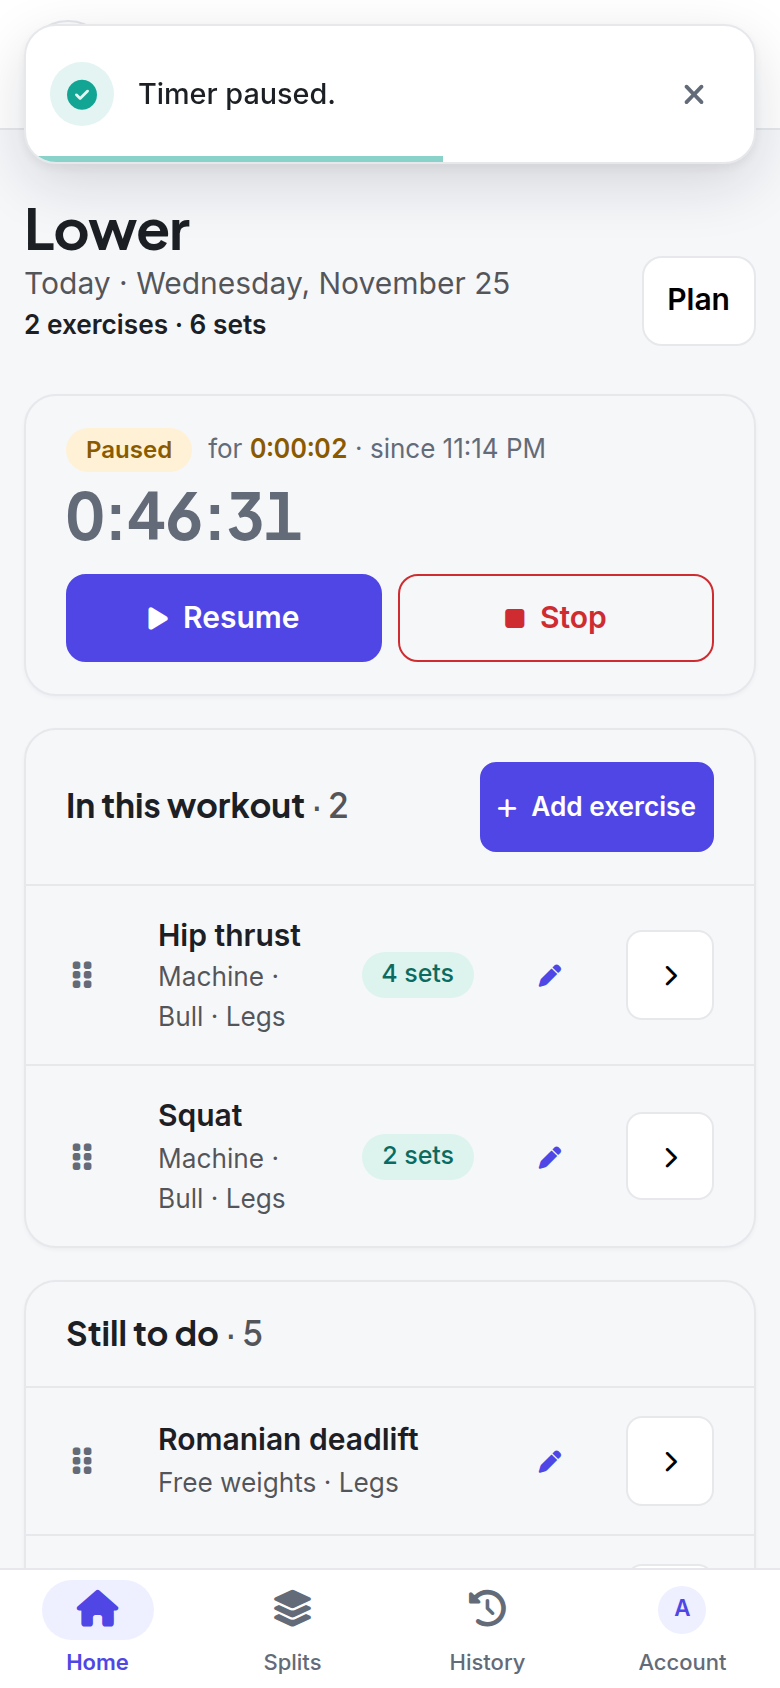 Timer paused.
Lower
Today · Wednesday, November 25
2 exercises · 6 sets
Plan
Paused for 0:00:02 · since 11:14 PM
0:46:31
Resume
Stop
In this workout · 2
+ Add exercise
Hip thrust
Machine ·
Bull · Legs
4 sets
Squat
Machine ·
Bull · Legs
2 sets
Still to do · 5
Romanian deadlift
Free weights · Legs
Home
Splits
History
A
Account